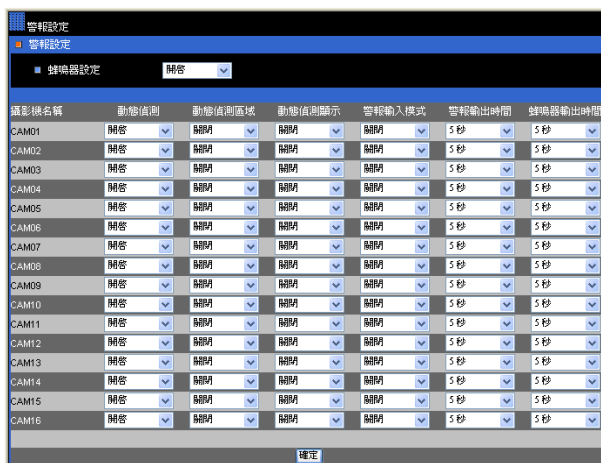 警報設定
警報設定
蜂鳴器設定 開啓
攝影機名稱 動態偵測 動態偵測區域 動態偵測顯示 警報輸入模式 警報輸出時間 蜂鳴器輸出時間
CAM01 開啓 關閉 關閉 關閉 5 秒 5 秒
CAM02 開啓 關閉 關閉 關閉 5 秒 5 秒
CAM03 開啓 關閉 關閉 關閉 5 秒 5 秒
CAM04 開啓 關閉 關閉 關閉 5 秒 5 秒
CAM05 開啓 關閉 關閉 關閉 5 秒 5 秒
CAM06 開啓 關閉 關閉 關閉 5 秒 5 秒
CAM07 開啓 關閉 關閉 關閉 5 秒 5 秒
CAM08 開啓 關閉 關閉 關閉 5 秒 5 秒
CAM09 開啓 關閉 關閉 關閉 5 秒 5 秒
CAM10 開啓 關閉 關閉 關閉 5 秒 5 秒
CAM11 開啓 關閉 關閉 關閉 5 秒 5 秒
CAM12 開啓 關閉 關閉 關閉 5 秒 5 秒
CAM13 開啓 關閉 關閉 關閉 5 秒 5 秒
CAM14 開啓 關閉 關閉 關閉 5 秒 5 秒
CAM15 開啓 關閉 關閉 關閉 5 秒 5 秒
CAM16 開啓 關閉 關閉 關閉 5 秒 5 秒
確定